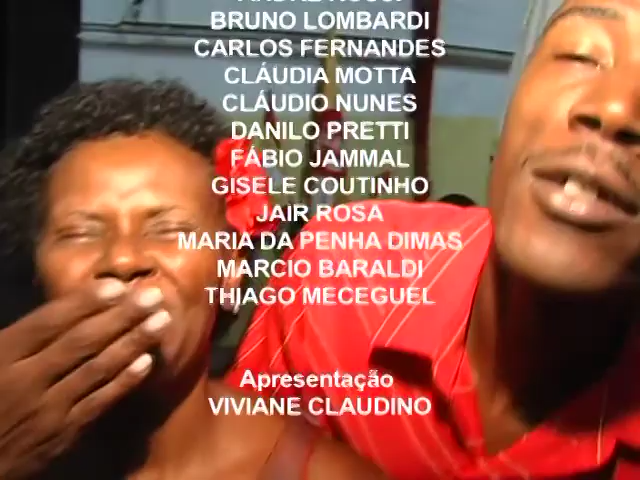 BRUNO LOMBARDI
CARLOS FERNANDES
CLÁUDIA MOTTA
CLÁUDIO NUNES
DANILO PRETTI
FÁBIO JAMMAL
GISELE COUTINHO
JAIR ROSA
MARIA DA PENHA DIMAS
MARCIO BARALDI
THIAGO MECEGUEL
Apresentação
VIVIANE CLAUDINO